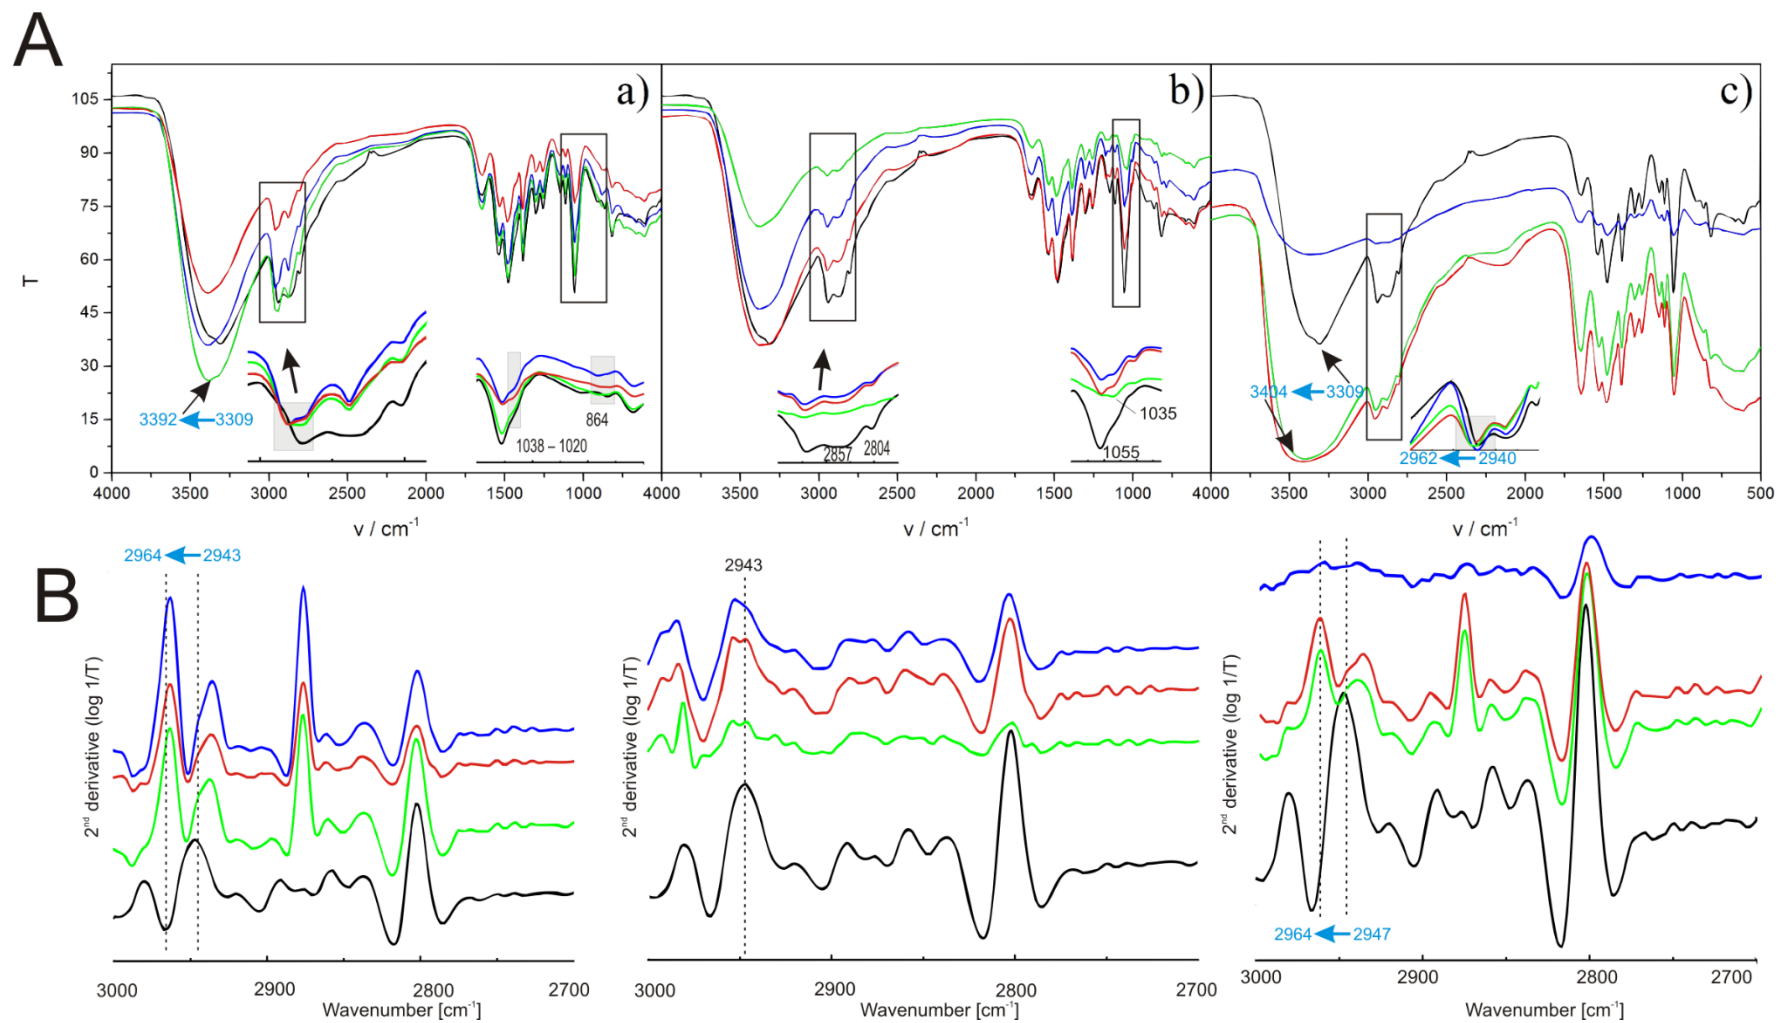 A
a)
b)
c)
T
105
90
75
60
45
30
15
0
3392 3309
1038 – 1020
864
2857
2804
1035
1055
3404 3309
2962 2940
4000 3500 3000 2500 2000 1500 1000 4000 3500 3000 2500 2000 1500 1000 4000 3500 3000 2500 2000 1500 1000 500
ν / cm⁻¹
ν / cm⁻¹
ν / cm⁻¹
B
2964 2943
2943
2nd derivative (log 1/T)
2nd derivative (log 1/T)
2nd derivative (log 1/T)
2964 2947
3000 2900 2800 2700
3000 2900 2800 2700
3000 2900 2800 2700
Wavenumber [cm⁻¹]
Wavenumber [cm⁻¹]
Wavenumber [cm⁻¹]